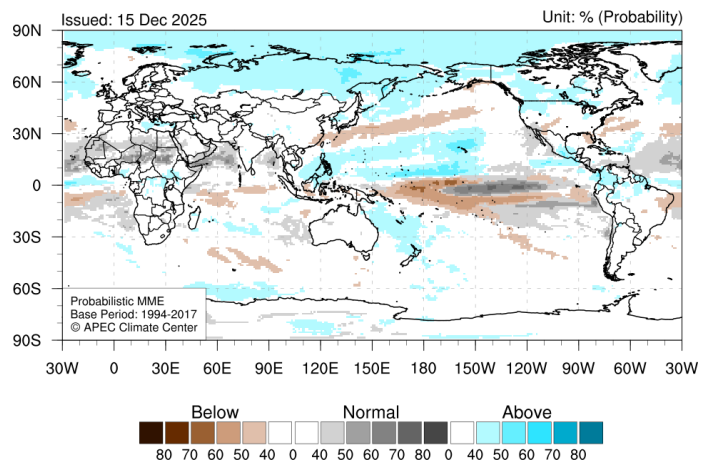 Issued: 15 Dec 2025
Unit: % (Probability)
90N
60N
30N
0
30S
60S
90S
Probabilistic MME
Base Period: 1994-2017
© APEC Climate Center
30W 0 30E 60E 90E 120E 150E 180 150W 120W 90W 60W 30W
Below Normal Above
80 70 60 50 40 0 40 50 60 70 80 0 40 50 60 70 80